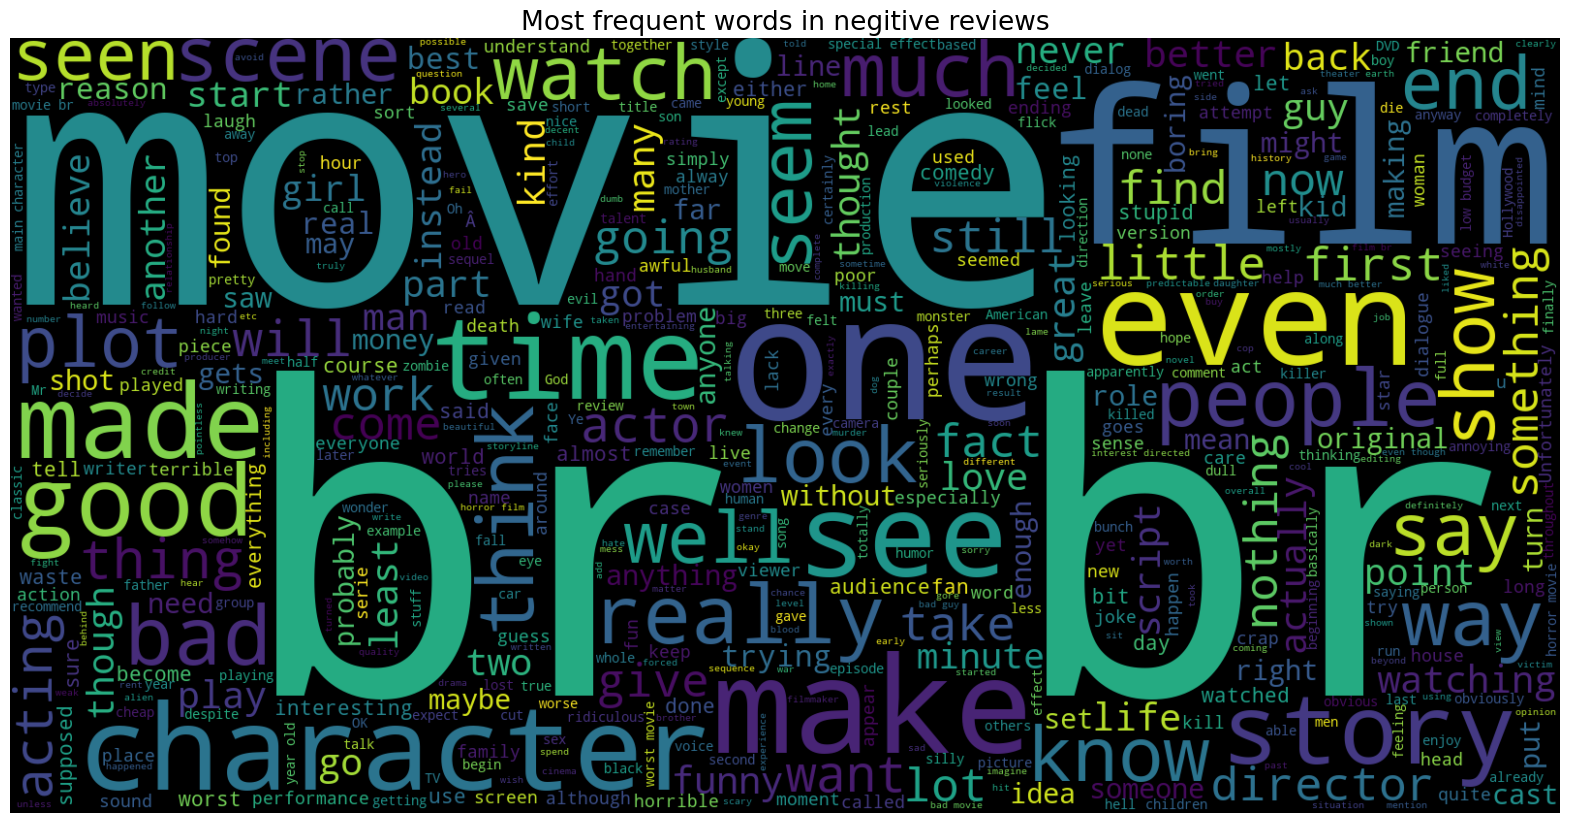 Most frequent words in negitive reviews
seen
scene
possible
avoid
best
question
understand
together
book
watch
told
style
special effect
based
except
either
line
much
home
decided
never
feel
dialog
better
went
tried
let
back
DVD
boy
theater
earth
friend
end
mind
type
reason
start
rather
absolutely
movie br
several
save
short
title
came
young
movie
film
laugh
sort
away
top
hour
stop
girl
call
real
may
truly
believe
another
main character
relationship
found
instead
nice
son
decent
child
kind
many
rating
hero
fail
effort
Oh
Â
old
sequel
simply
alway
mother
far
dumb
talent
going
awful
hand
husband
seem
thought
rest
looked
lead
flick
ending
used
comedy
violence
certainly
production
still
seemed
move
killing
sometime
complete
poor
must
looking
direction
great
leave
dead
attempt
boring
side
guy
might
ask
die
anyway
completely
making
none
bring
history
game
find
now
kid
stupid
version
left
usually
woman
low budget
Hollywood
disappointed
mostly
film br
seeing
white
liked
little
first
help
serious
predictable
daughter
much better
order
buy
job
even
show
something
finally
wanted
heard
follow
pretty
saw
part
read
evil
got
problem
entertaining
big
three
felt
monster
American
lame
plot
number
music
hard
etc
night
will
man
money
death
wife
taken
time
anyone
talking
one
perhaps
career
hope
novel
cop
along
dialogue
full
piece
producer
meet
half
course
given
zombie
often
God
town
lack
exactly
dog
couple
wrong
result
apparently
comment
act
killer
people
star
Unfortunately
u
Mr
shot
played
gets
credit
decide
writing
whatever
work
said
review
Ye
beautiful
face
actor
change
every
camera
murder
soon
role
killed
goes
mean
made
pointless
including
come
everyone
later
storyline
world
tries
almost
knew
remember
event
live
look
seriously
fact
different
sense
interest
directed
care
original
thinking
editing
even though
annoying
tell
writer
terrible
classic
good
everything
somehow
please
name
wonder
horror film
around
think
women
human
without
especially
love
dull
cool
overall
nothing
definitely
next
throughout
thing
fight
hear
probably
write
example
least
serie
video
stuff
fall
eye
car
case
genre
song
stand
well
hate
mess
okay
totally
see
humor
sorry
enough
bunch
yet
new
bit
script
worth
actually
basically
say
dark
turn
waste
action
father
recommend
behind
though
need
group
bad
br
turned
quality
guess
written
add
anything
matter
viewer
audience
fan
word
gave
chance
level
blood
bad guy
gore
less
joke
happen
day
sit
took
coming
beginning
point
saying
person
try
shown
long
way
run
view
horror movie
acting
sure
become
playing
two
really
fun
keep
whole
trying
episode
early
take
minute
sequence
war
started
effect
right
house
beyond
watching
victim
weak
rent
year
alien
play
drama
lost
true
forced
give
filmmaker
make
br
watched
obvious
last
using
obviously
supposed
cheap
despite
interesting
maybe
worse
OK
expect
cut
ridiculous
brother
done
appear
others
set
life
kill
story
men
able
feeling
opinion
enjoy
put
place
happened
character
year old
talk
go
family
begin
sex
spend
wish
cinema
black
voice
worst movie
second
experience
sad
silly
picture
imagine
know
someone
past
head
already
unless
sound
worst
performance
TV
getting
use
screen
although
scary
horrible
funny
moment
want
called
bad movie
lot
hit
idea
hell
children
situation
director
mention
quite
cast
clearly